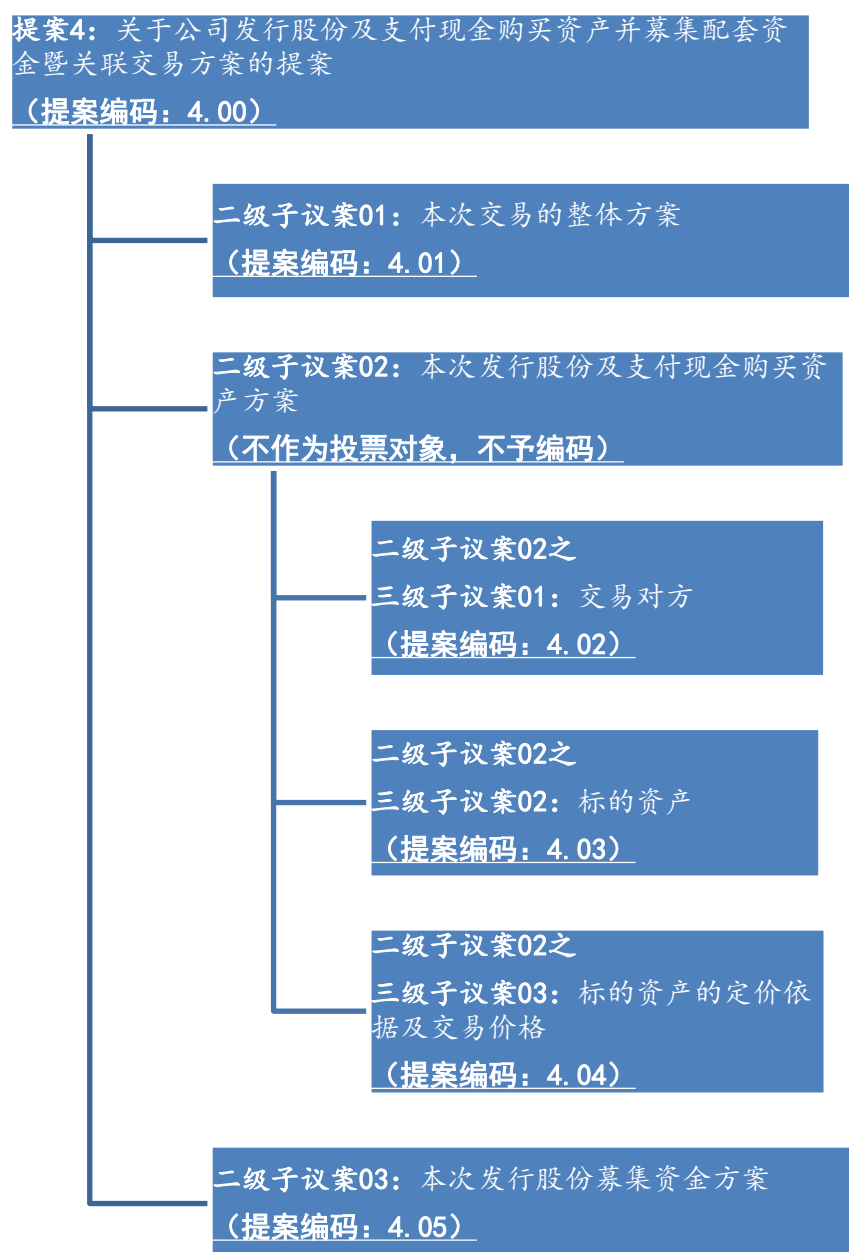 提案4：关于公司发行股份及支付现金购买资产并募集配套资
金暨关联交易方案的提案
（提案编码：4.00）
二级子议案01：本次交易的整体方案
（提案编码：4.01）
二级子议案02：本次发行股份及支付现金购买资
产方案
（不作为投票对象，不予编码）
二级子议案02之
三级子议案01：交易对方
（提案编码：4.02）
二级子议案02之
三级子议案02：标的资产
（提案编码：4.03）
二级子议案02之
三级子议案03：标的资产的定价依
据及交易价格
（提案编码：4.04）
二级子议案03：本次发行股份募集资金方案
（提案编码：4.05）